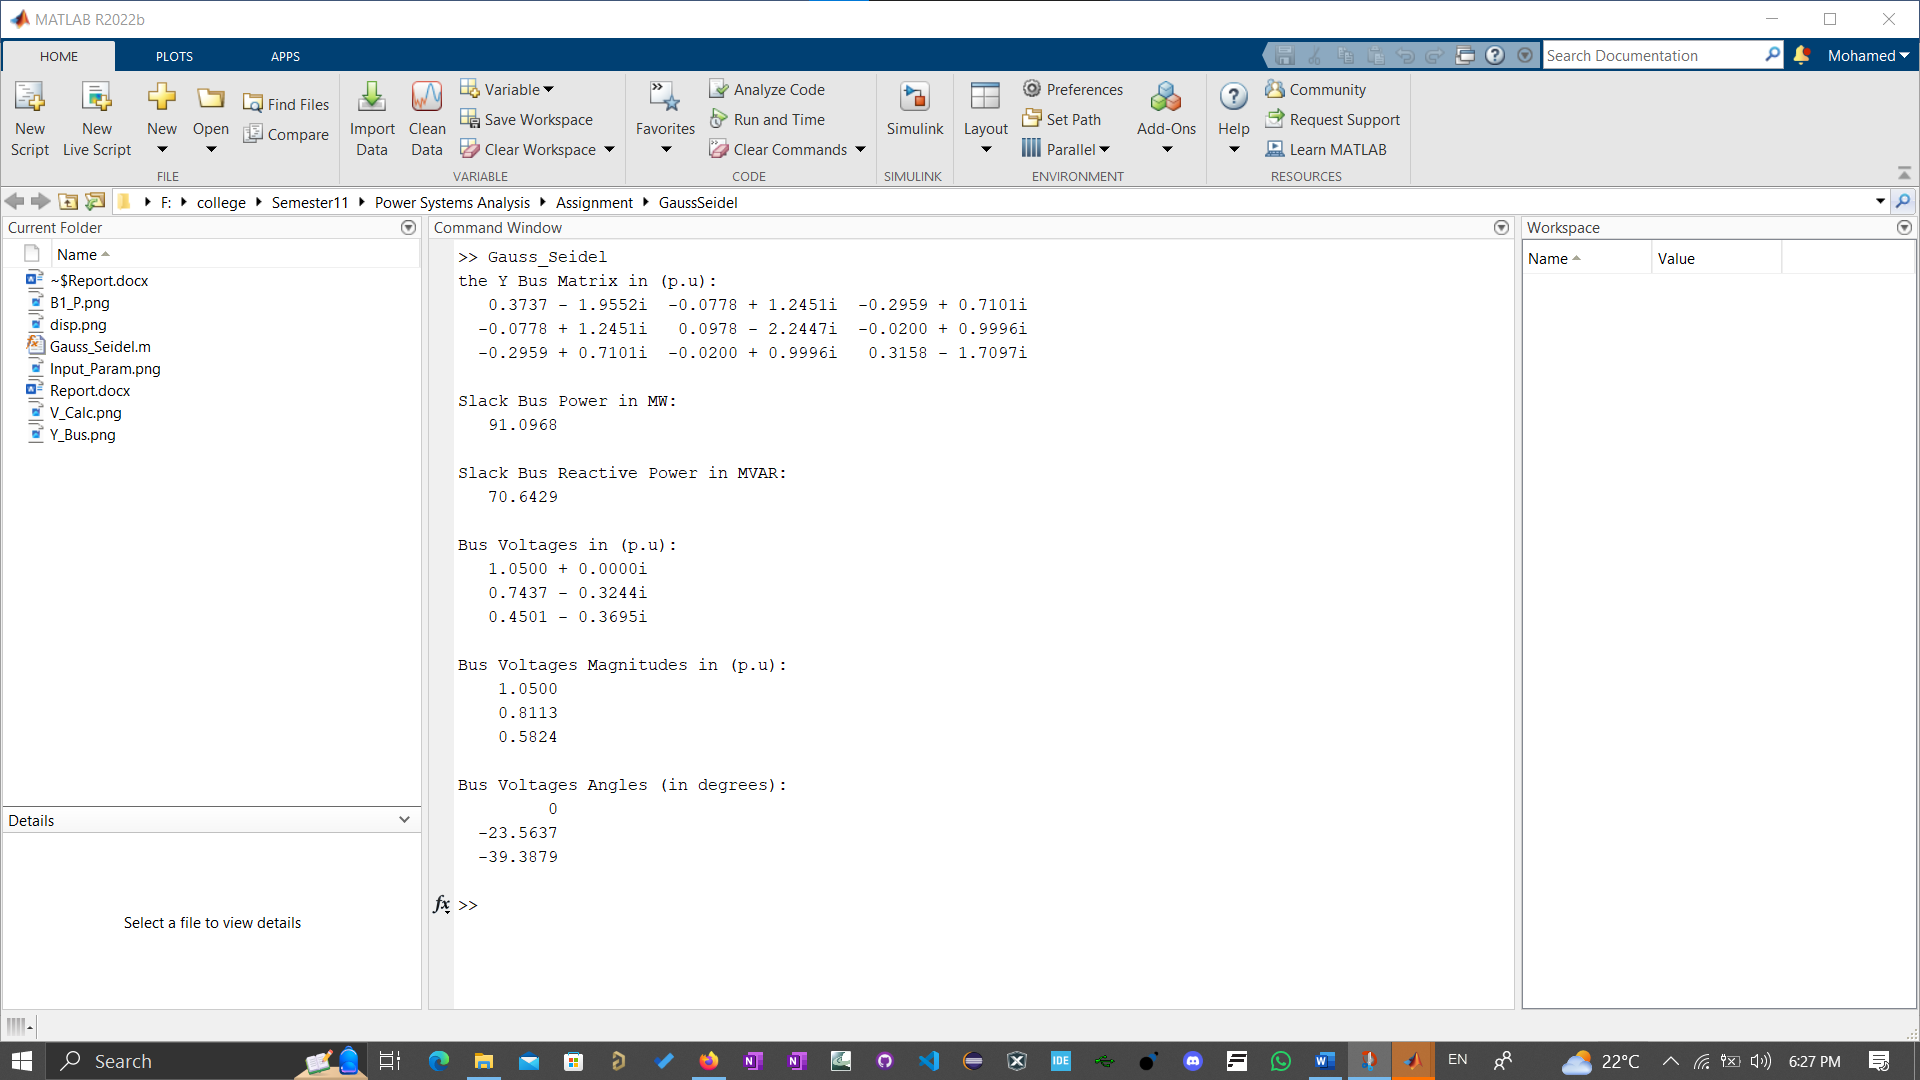 MATLAB R2022b
HOME PLOTS APPS
Search Documentation
Mohamed
New Script
New Live Script
New
Open
Find Files
Compare
FILE
Import Data
Clean Data
Variable
Save Workspace
Clear Workspace
VARIABLE
Favorites
Analyze Code
Run and Time
Clear Commands
CODE
Simulink
SIMULINK
Layout
Preferences
Set Path
Parallel
Add-Ons
ENVIRONMENT
Help
Community
Request Support
Learn MATLAB
RESOURCES
F: college Semester11 Power Systems Analysis Assignment GaussSeidel
Current Folder
Name
~$Report.docx
B1_P.png
disp.png
Gauss_Seidel.m
Input_Param.png
Report.docx
V_Calc.png
Y_Bus.png
Details
Select a file to view details
Command Window
>> Gauss_Seidel
the Y Bus Matrix in (p.u):
0.3737 - 1.9552i -0.0778 + 1.2451i -0.2959 + 0.7101i
-0.0778 + 1.2451i 0.0978 - 2.2447i -0.0200 + 0.9996i
-0.2959 + 0.7101i -0.0200 + 0.9996i 0.3158 - 1.7097i
Slack Bus Power in MW:
91.0968
Slack Bus Reactive Power in MVAR:
70.6429
Bus Voltages in (p.u):
1.0500 + 0.0000i
0.7437 - 0.3244i
0.4501 - 0.3695i
Bus Voltages Magnitudes in (p.u):
1.0500
0.8113
0.5824
Bus Voltages Angles (in degrees):
0
-23.5637
-39.3879
fx >>
Workspace
Name Value
Search
IDE
EN
22°C
6:27 PM